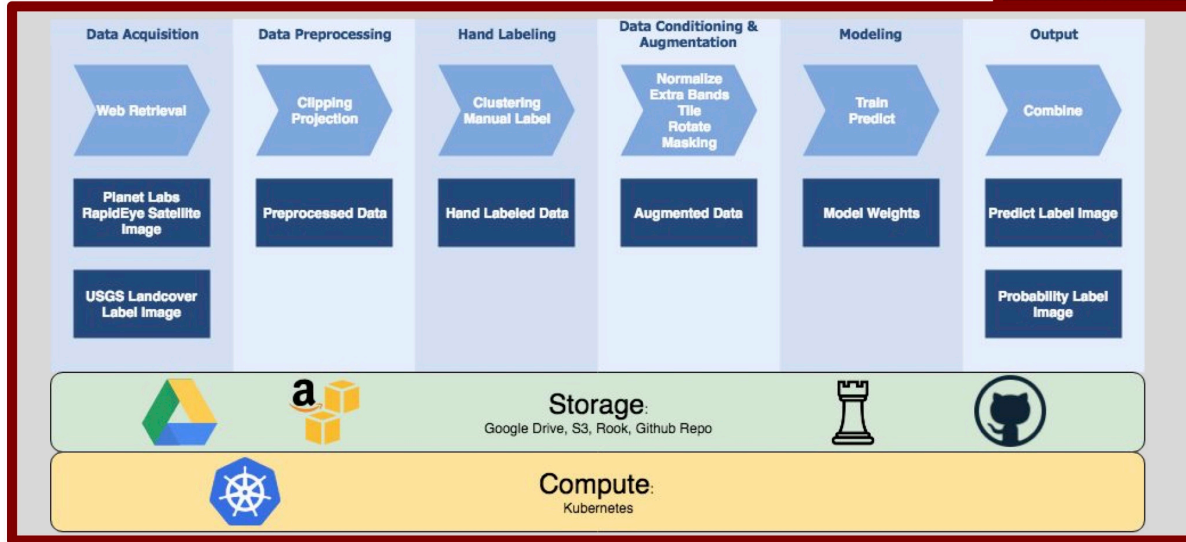 Data Acquisition
Data Preprocessing
Hand Labeling
Data Conditioning &
Augmentation
Modeling
Output
Web Retrieval
Clipping
Projection
Clustering
Manual Label
Normalize
Extra Bands
Tile
Rotate
Masking
Train
Predict
Combine
Planet Labs
RapidEye Satellite
Image
Preprocessed Data
Hand Labeled Data
Augmented Data
Model Weights
Predict Label Image
USGS Landcover
Label Image
Probability Label
Image
a
Storage:
Google Drive, S3, Rook, Github Repo
Compute:
Kubernetes